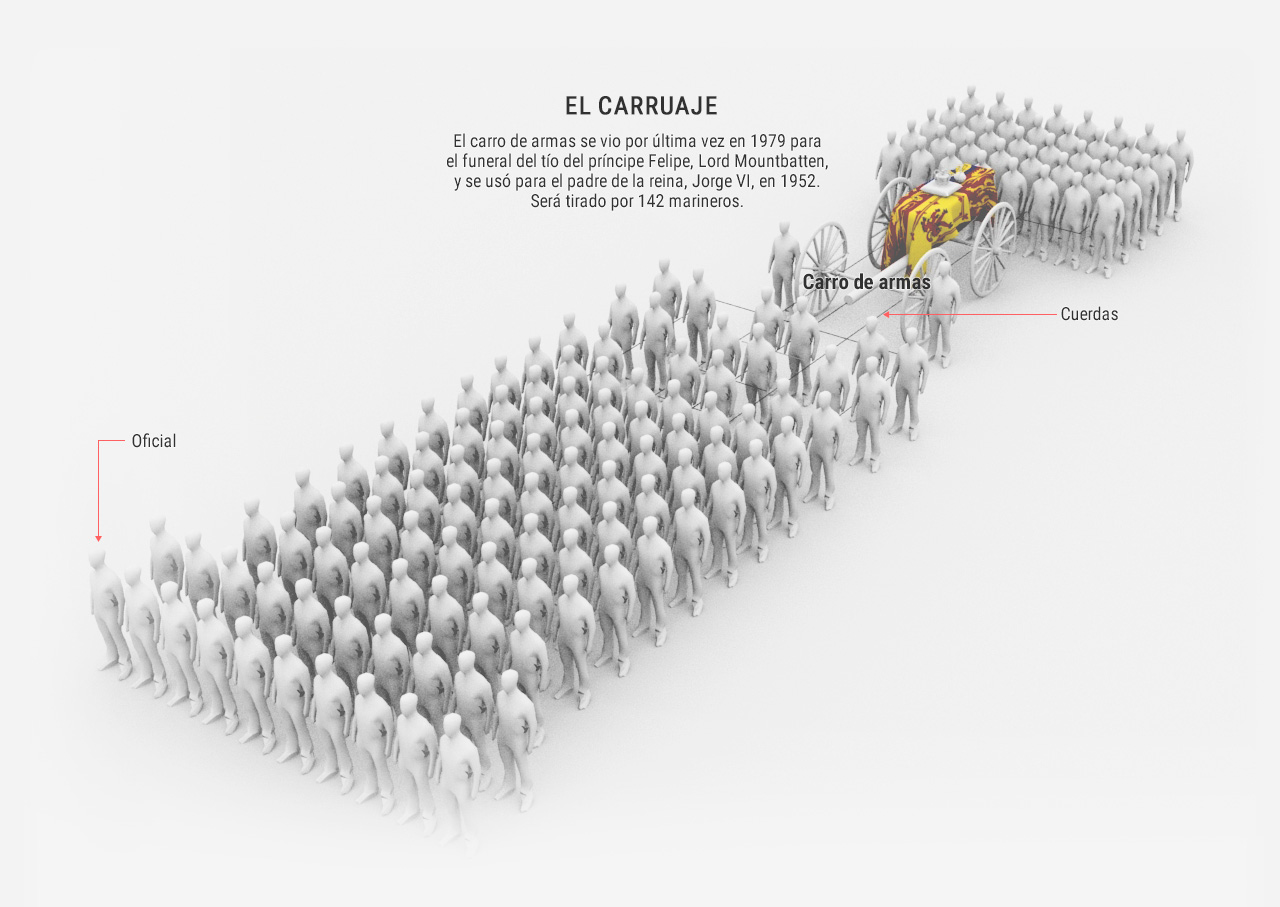 EL CARRUAJE
El carro de armas se vio por última vez en 1979 para
el funeral del tío del príncipe Felipe, Lord Mountbatten,
y se usó para el padre de la reina, Jorge VI, en 1952.
Será tirado por 142 marineros.
Carro de armas
Cuerdas
Oficial